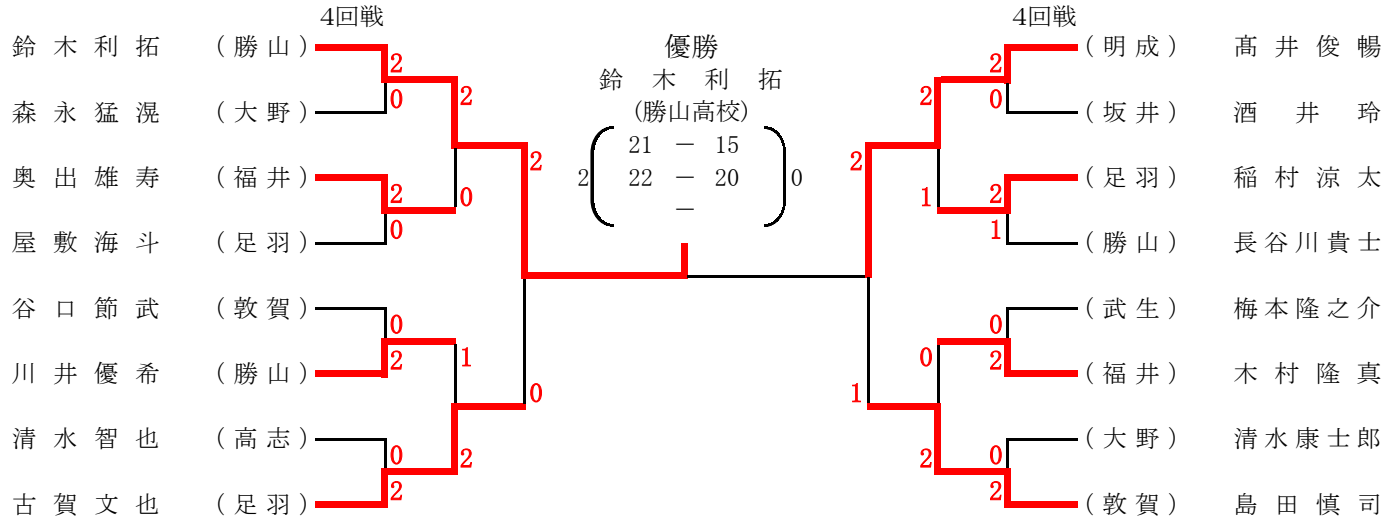 4回戦 4回戦
鈴木利拓 (勝山) 2 優勝 2 (明成) 髙井俊暢
2 鈴木利拓 2
森永猛滉 (大野) 0 (勝山高校) 0 (坂井) 酒井玲
21 － 15
2 2
奥出雄寿 (福井) 2 2 22 － 20 0 2 (足羽) 稲村涼太
0 1
－
屋敷海斗 (足羽) 0 1 (勝山) 長谷川貴士
谷口節武 (敦賀) 0 0 (武生) 梅本隆之介
1 0
川井優希 (勝山) 2 2 (福井) 木村隆真
0 1
清水智也 (高志) 0 0 (大野) 清水康士郎
2 2
古賀文也 (足羽) 2 2 (敦賀) 島田慎司